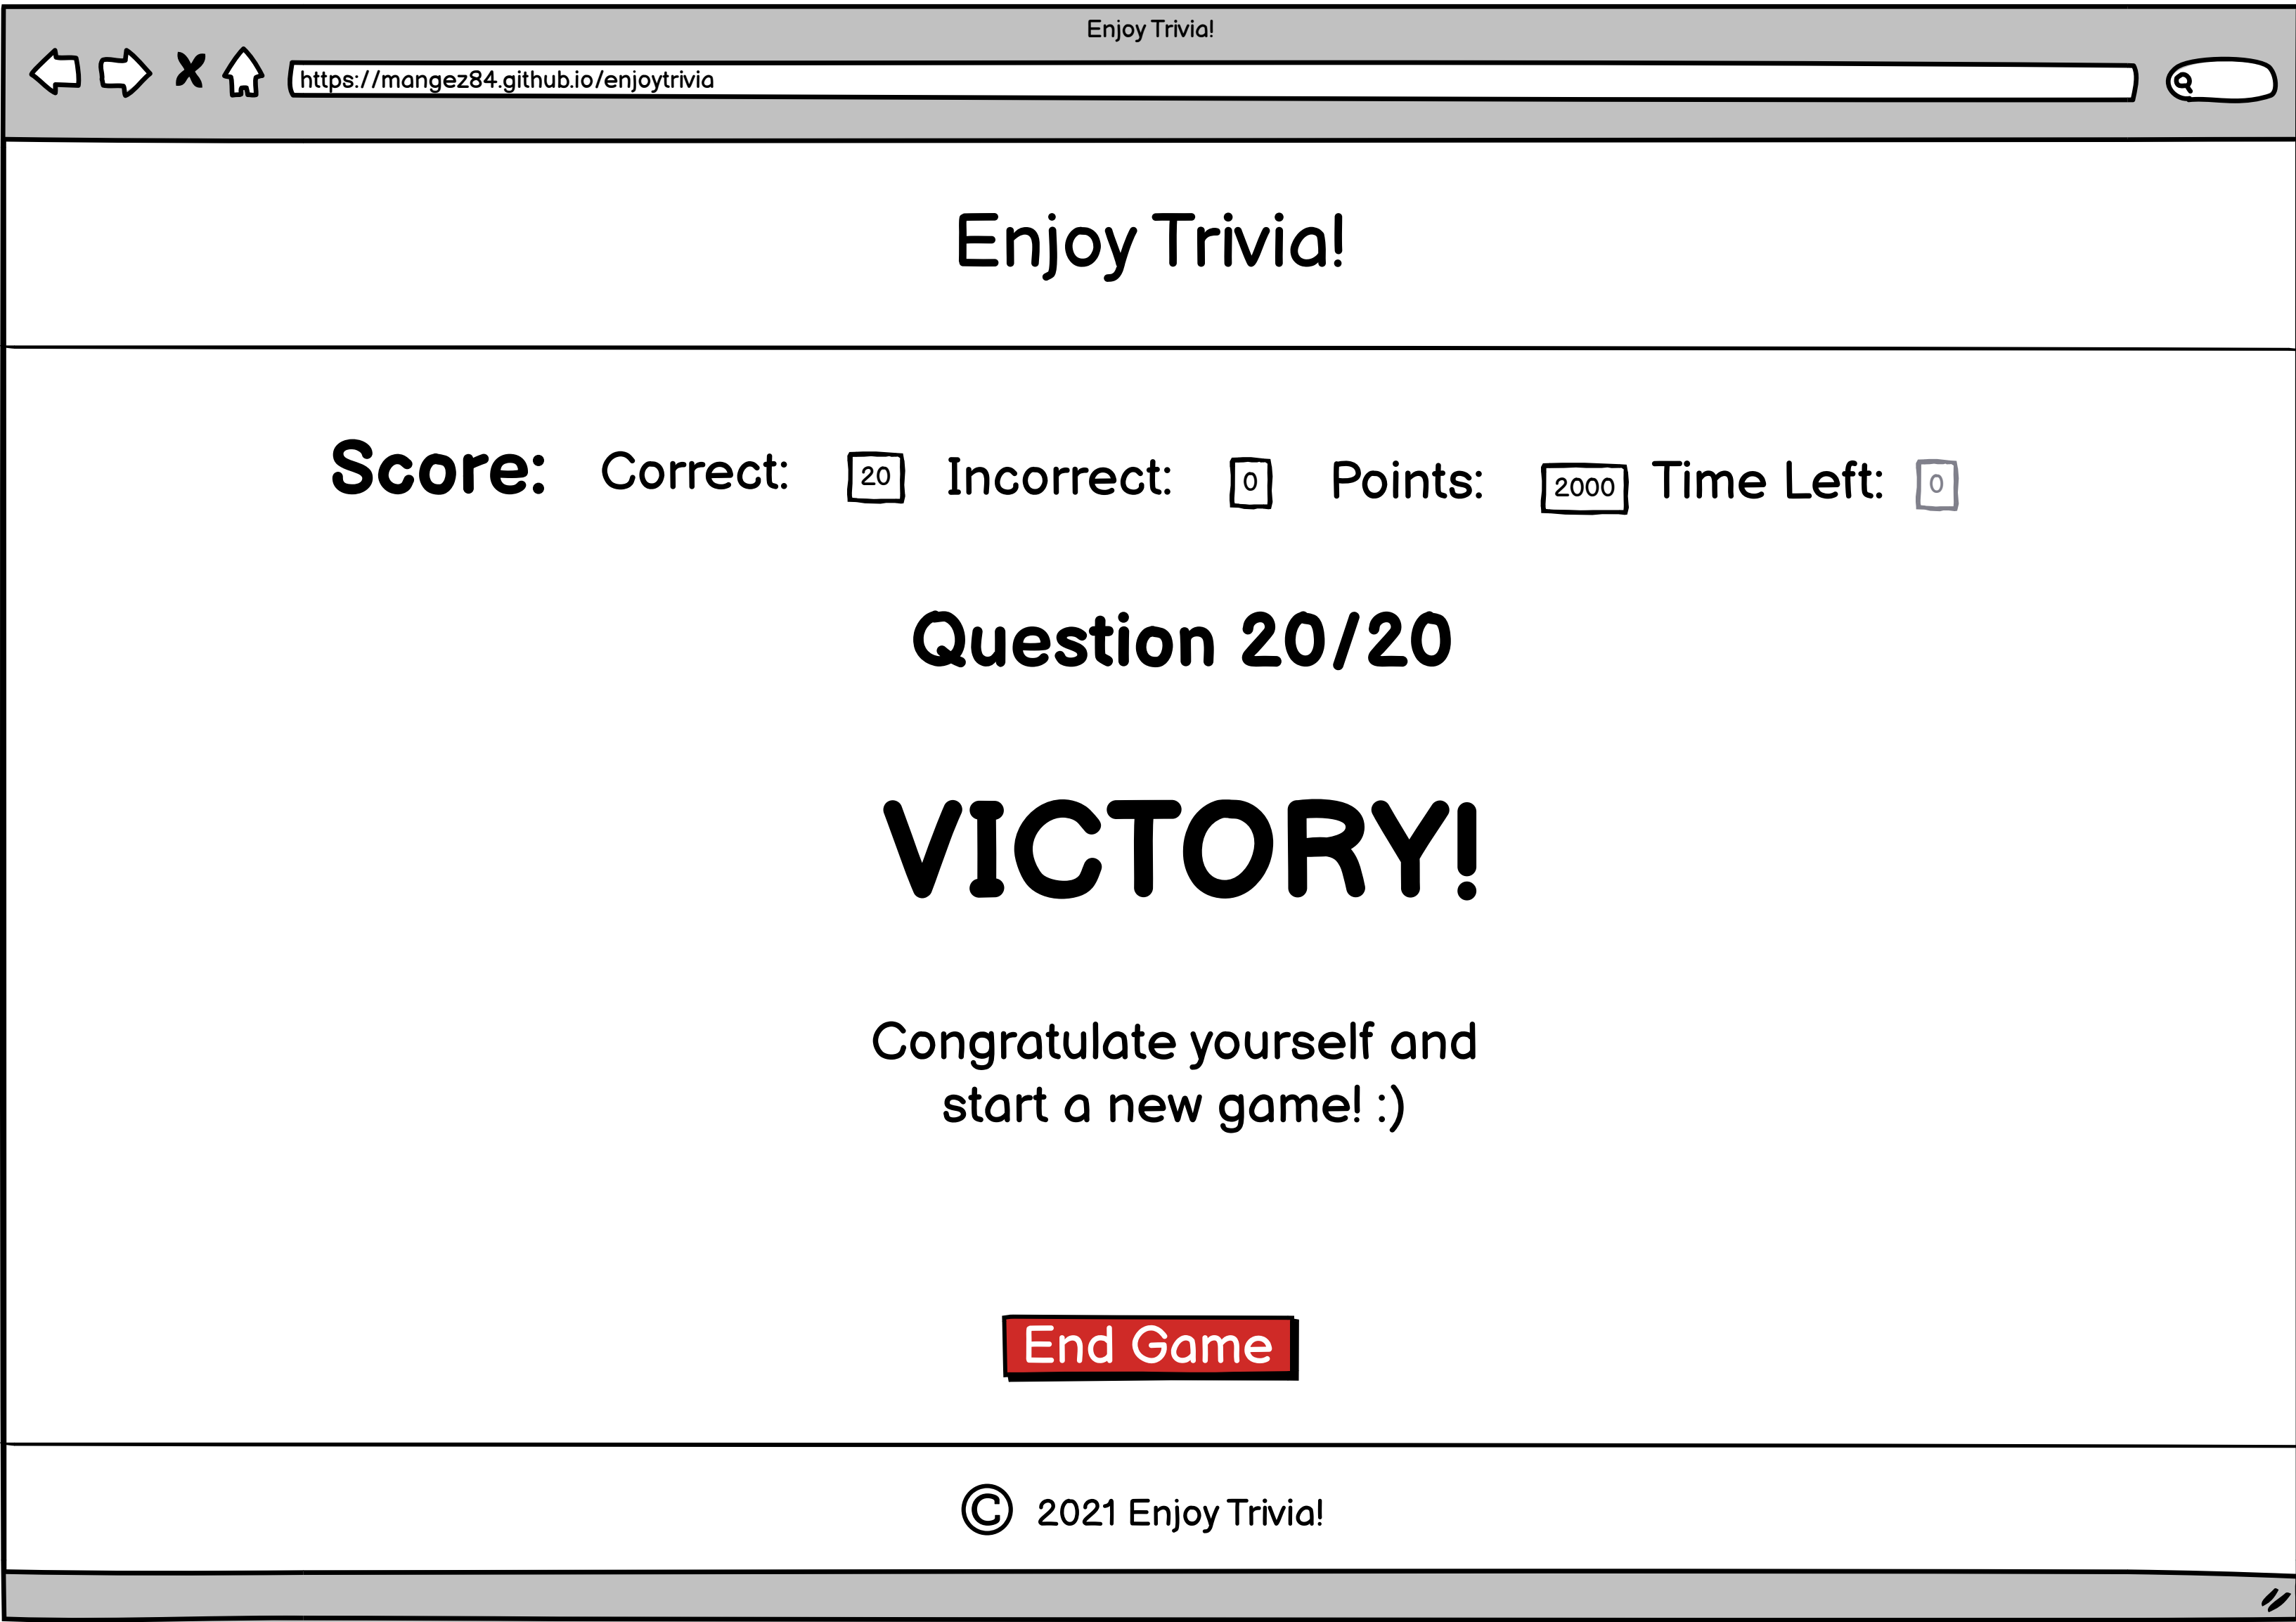 Enjoy Trivia!
https://mangez84.github.io/enjoytrivia
Enjoy Trivia!
Score: Correct: 20 Incorrect: 0 Points: 2000 Time Left: 0
Question 20/20
VICTORY!
Congratulate yourself and
start a new game! :)
End Game
© 2021 Enjoy Trivia!